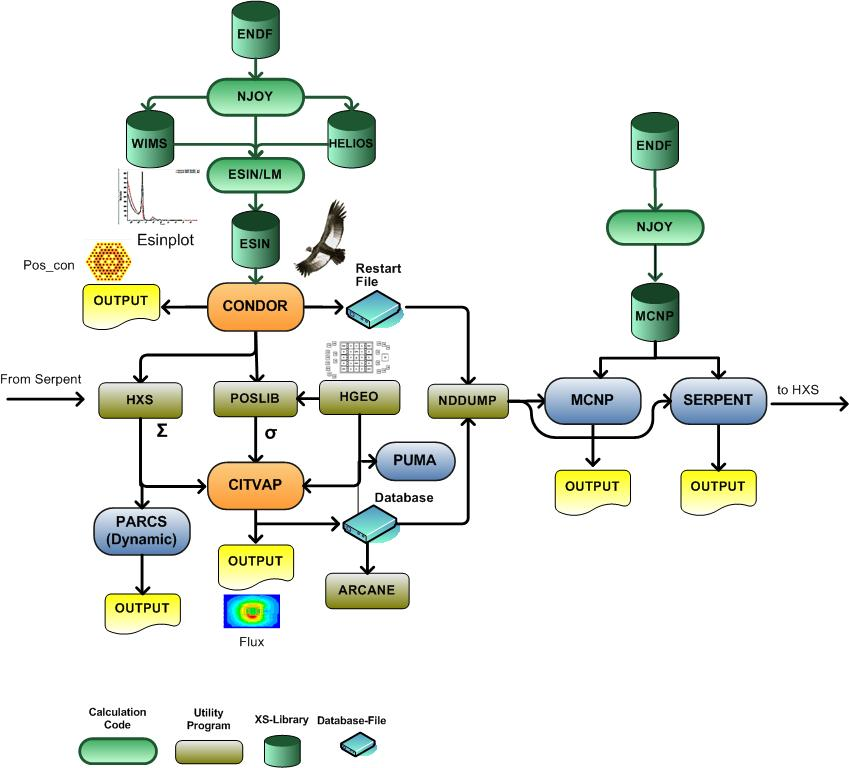 ENDF
NJOY
WIMS
HELIOS
ENDF
ESIN/LM
NJOY
Esinplot
ESIN
Pos_con
Restart
File
OUTPUT
CONDOR
MCNP
From Serpent
to HXS
HXS
POSLIB
HGEO
NDDUMP
MCNP
SERPENT
Σ
σ
PUMA
CITVAP
OUTPUT
OUTPUT
Database
PARCS
(Dynamic)
OUTPUT
ARCANE
OUTPUT
Flux
Calculation
Code
Utility
Program
XS-Library
Database-File